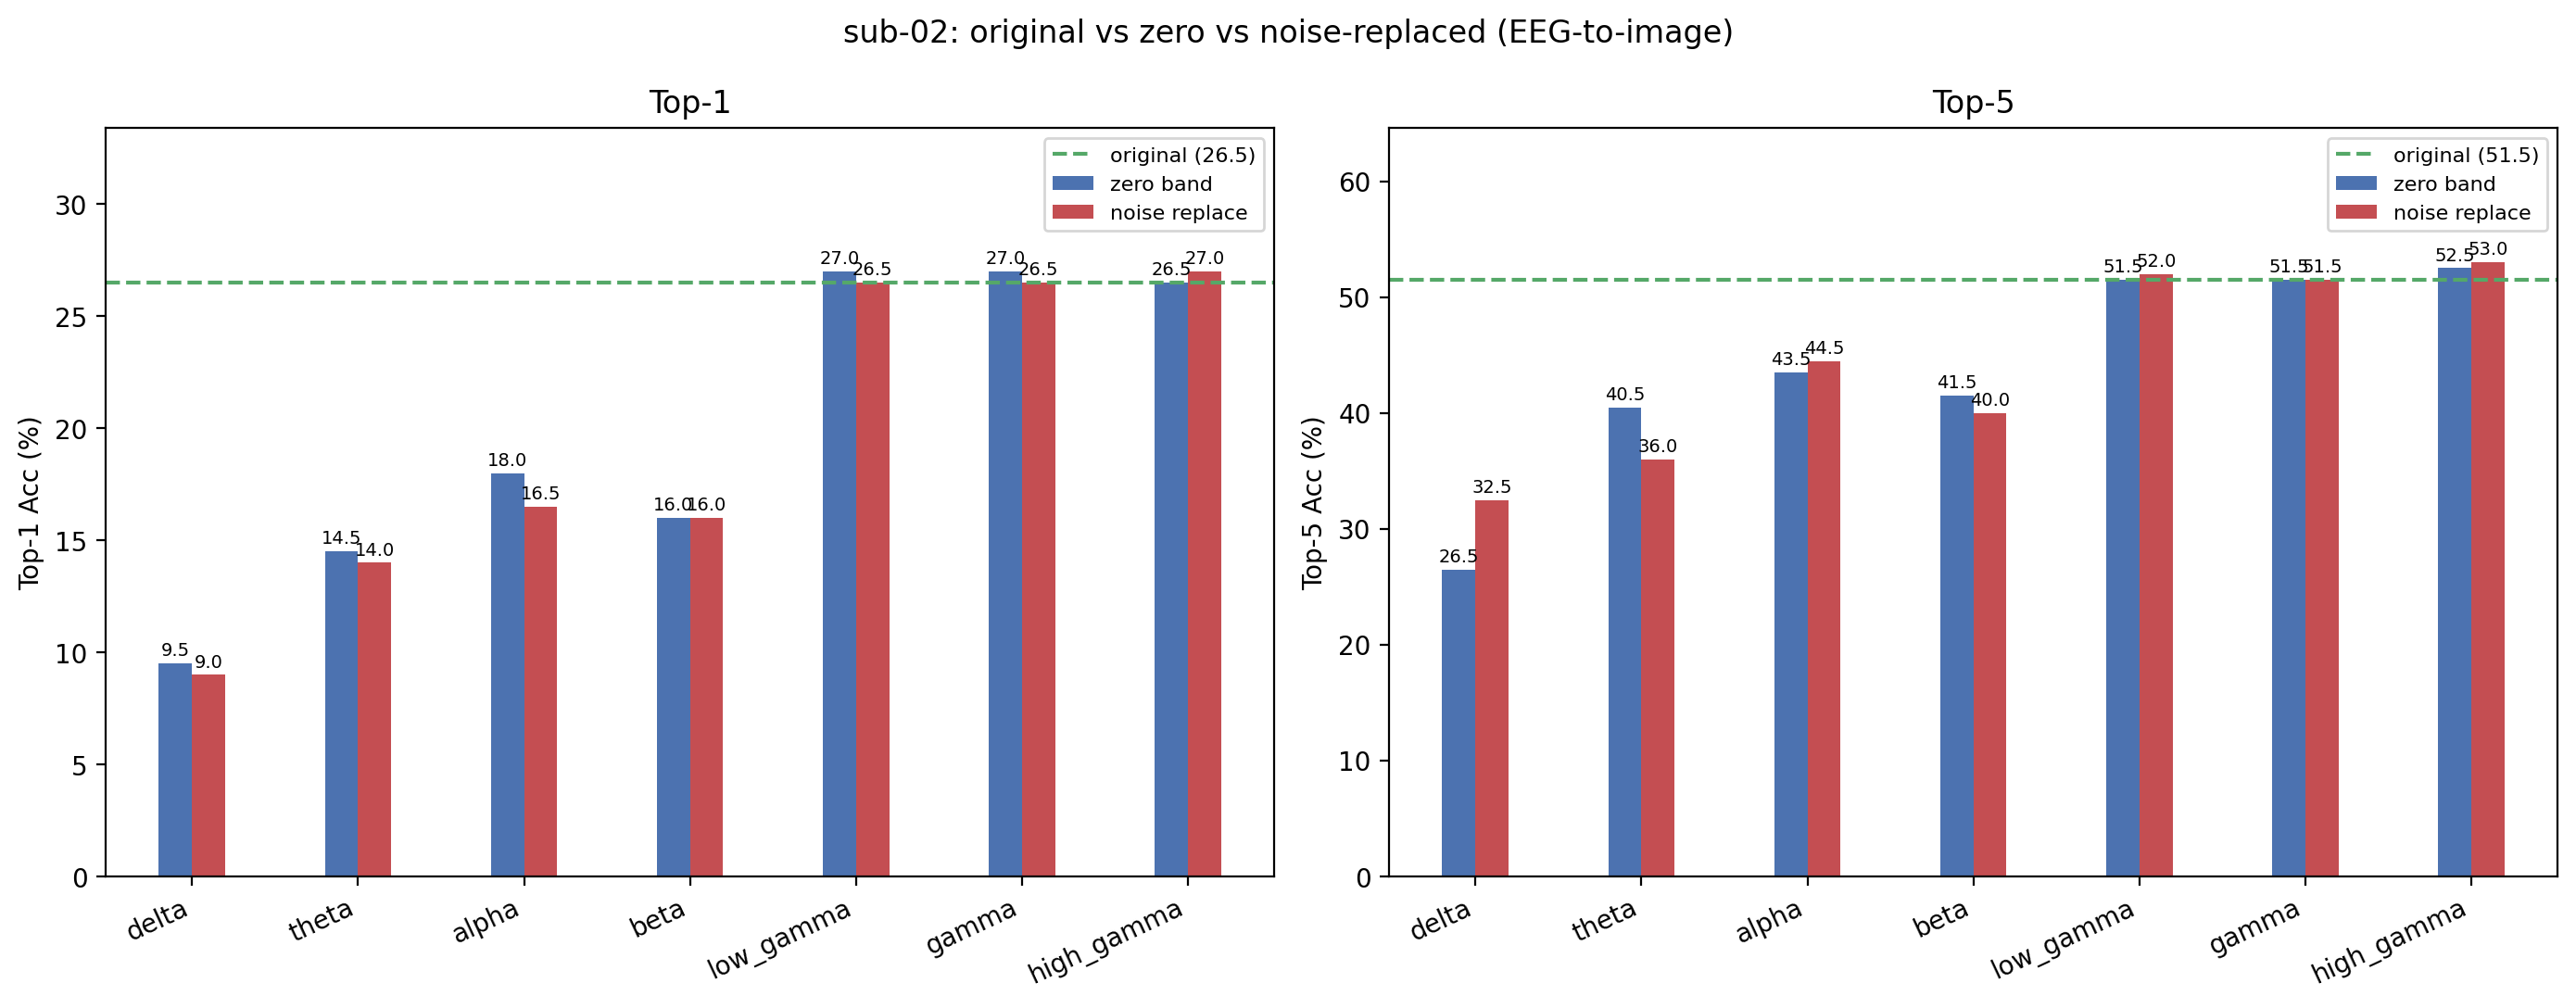 sub-02: original vs zero vs noise-replaced (EEG-to-image)
Top-1
original (26.5)
zero band
noise replace
Top-1 Acc (%)
30
25
20
15
10
5
0
9.5
9.0
14.5
14.0
18.0
16.5
16.0
16.0
27.0
26.5
27.0
26.5
26.5
27.0
delta
theta
alpha
beta
low_gamma
gamma
high_gamma
Top-5
original (51.5)
zero band
noise replace
Top-5 Acc (%)
60
50
40
30
20
10
0
26.5
32.5
40.5
36.0
43.5
44.5
41.5
40.0
51.5
52.0
51.5
51.5
52.5
53.0
delta
theta
alpha
beta
low_gamma
gamma
high_gamma